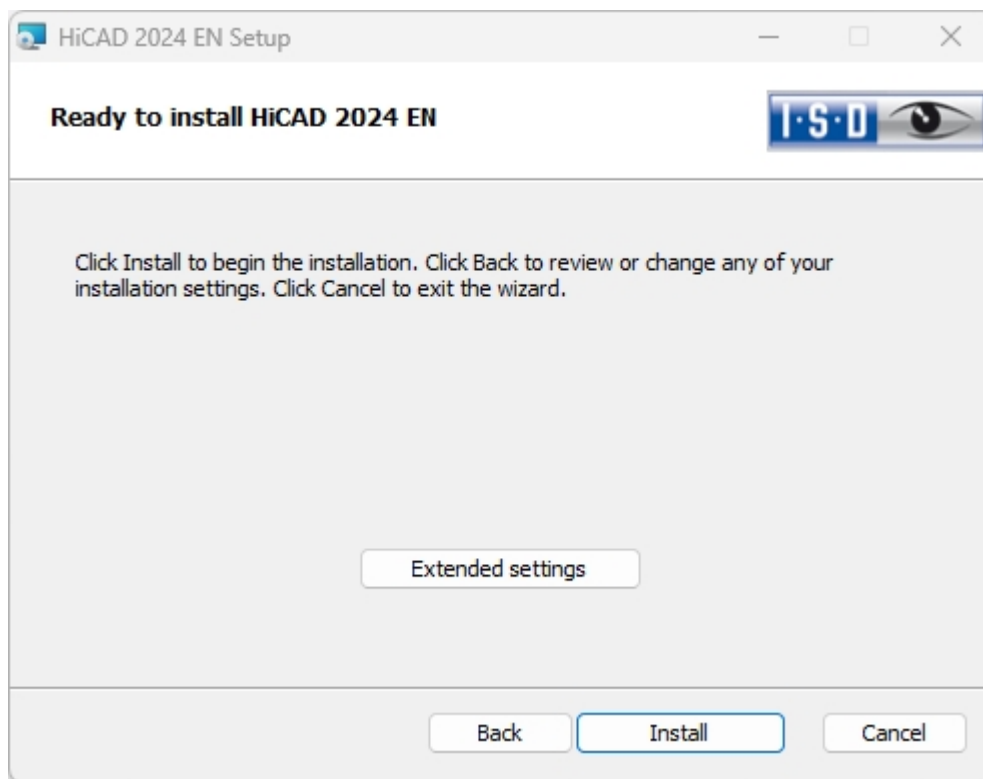 HiCAD 2024 EN Setup
Ready to install HiCAD 2024 EN
I·S·D
Click Install to begin the installation. Click Back to review or change any of your
installation settings. Click Cancel to exit the wizard.
Extended settings
Back Install Cancel